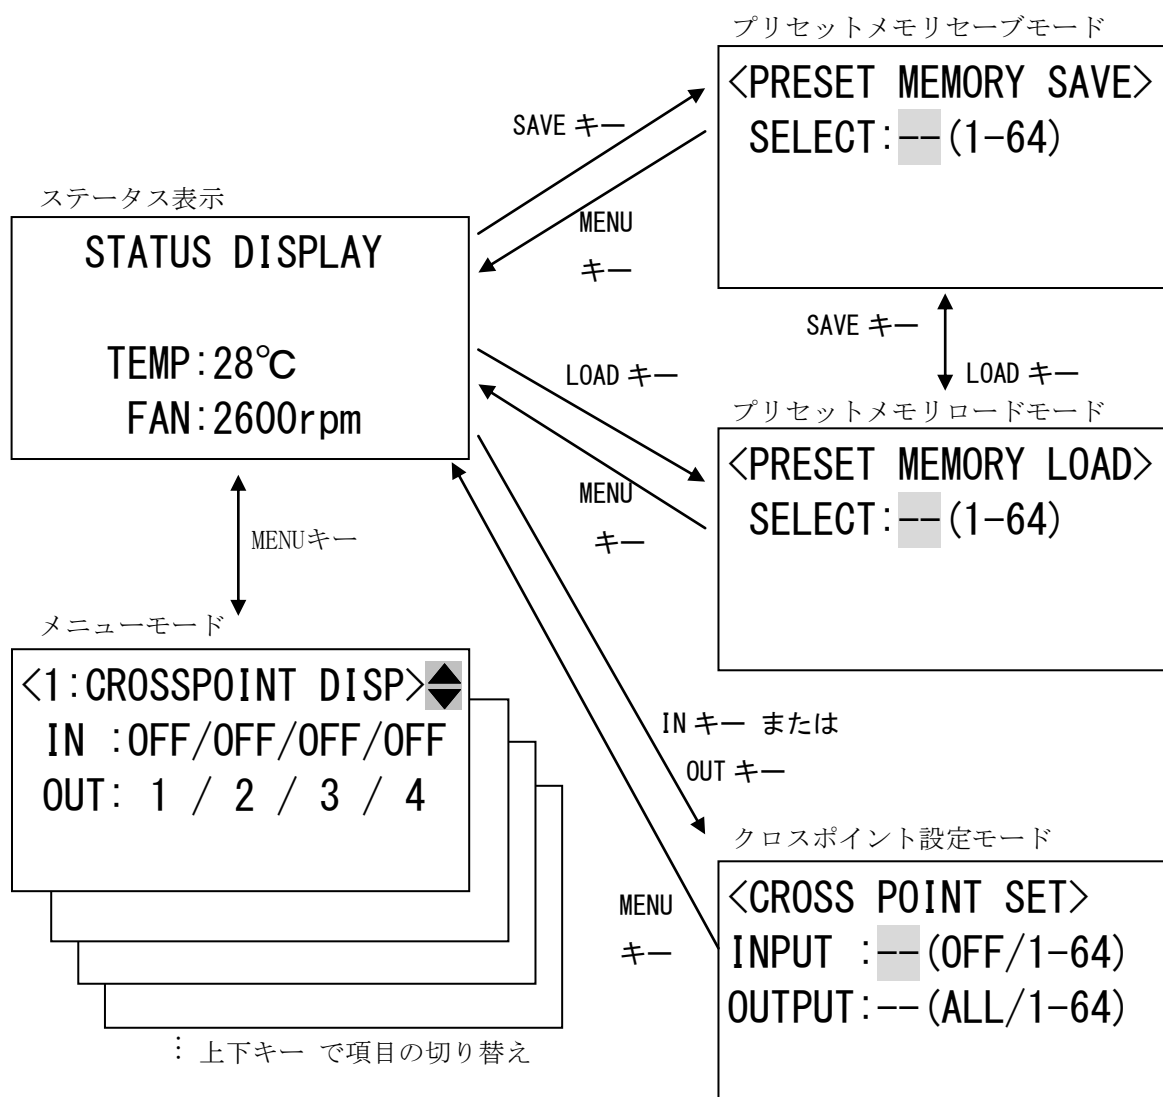 プリセットメモリセーブモード
<PRESET MEMORY SAVE>
SELECT:--(1-64)
SAVE キー
MENU
キー
ステータス表示
STATUS DISPLAY
TEMP:28℃
FAN:2600rpm
SAVE キー
LOAD キー
LOAD キー
プリセットメモリロードモード
<PRESET MEMORY LOAD>
SELECT:--(1-64)
MENU
キー
MENUキー
メニューモード
<1:CROSSPOINT DISP>
IN :OFF/OFF/OFF/OFF
OUT: 1 / 2 / 3 / 4
IN キー または
OUT キー
クロスポイント設定モード
<CROSS POINT SET>
INPUT :--(OFF/1-64)
OUTPUT:--(ALL/1-64)
MENU
キー
⋮ 上下キー で項目の切り替え